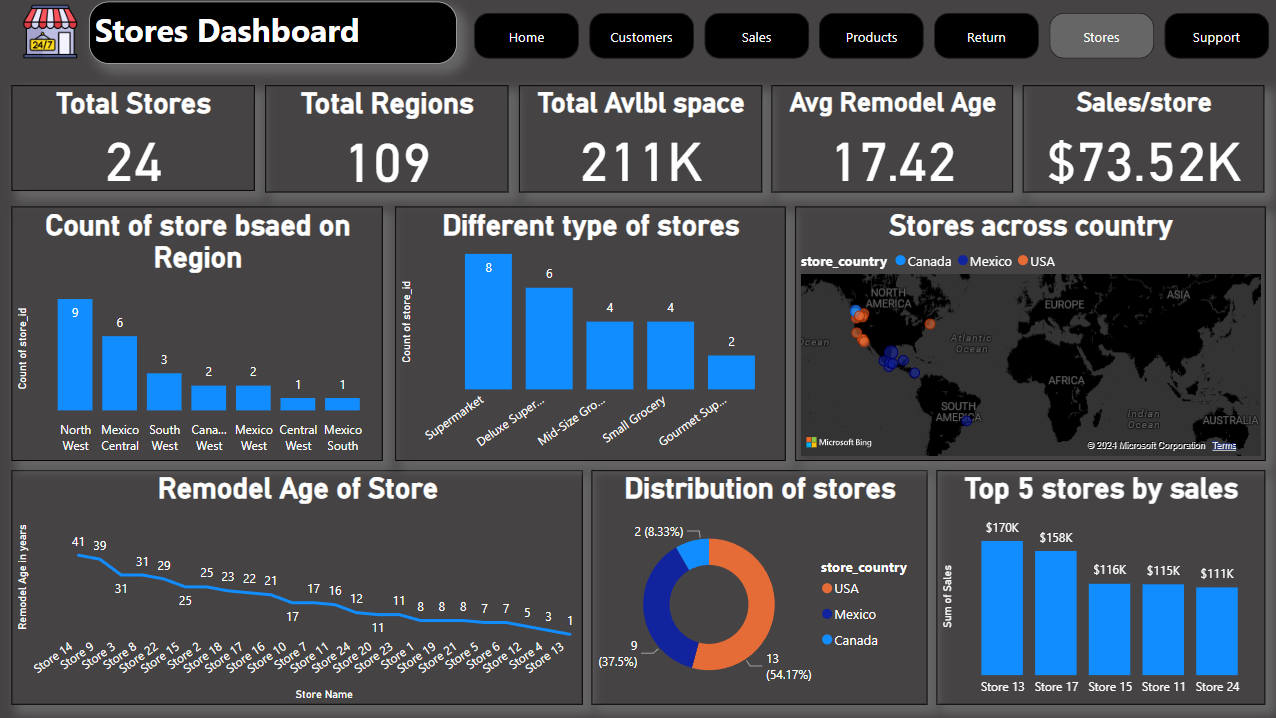 24/7
Stores Dashboard
Home
Customers
Sales
Products
Return
Stores
Support
Total Stores
24
Total Regions
109
Total Avlbl space
211K
Avg Remodel Age
17.42
Sales/store
$73.52K
Count of store bsaed on
Region
Count of store_id
9
6
3
2
2
1
1
North
West
Mexico
Central
South
West
Cana...
West
Mexico
West
Central
West
Mexico
South
Different type of stores
Count of store_id
8
6
4
4
2
Supermarket
Deluxe Super...
Mid-Size Gro...
Small Grocery
Gourmet Sup...
Stores across country
store_country
Canada
Mexico
USA
NORTH
AMERICA
EUROPE
ASIA
ocean
Atlantic
Ocean
AFRICA
SOUTH
AMERICA
Indian
Ocean
AUSTRALIA
Microsoft Bing
© 2024 Microsoft Corporation
Terms
Remodel Age of Store
Remodel Age in years
41
39
31
31
29
25
25
23
22
21
17
17
16
12
11
11
8
8
8
7
7
5
3
1
Store 14
Store 9
Store 3
Store 8
Store 22
Store 15
Store 2
Store 18
Store 17
Store 16
Store 10
Store 7
Store 11
Store 24
Store 20
Store 23
Store 1
Store 19
Store 21
Store 5
Store 6
Store 12
Store 4
Store 13
Store Name
Distribution of stores
2 (8.33%)
9
(37.5%)
13
(54.17%)
store_country
USA
Mexico
Canada
Top 5 stores by sales
Sum of Sales
$170K
$158K
$116K
$115K
$111K
Store 13
Store 17
Store 15
Store 11
Store 24